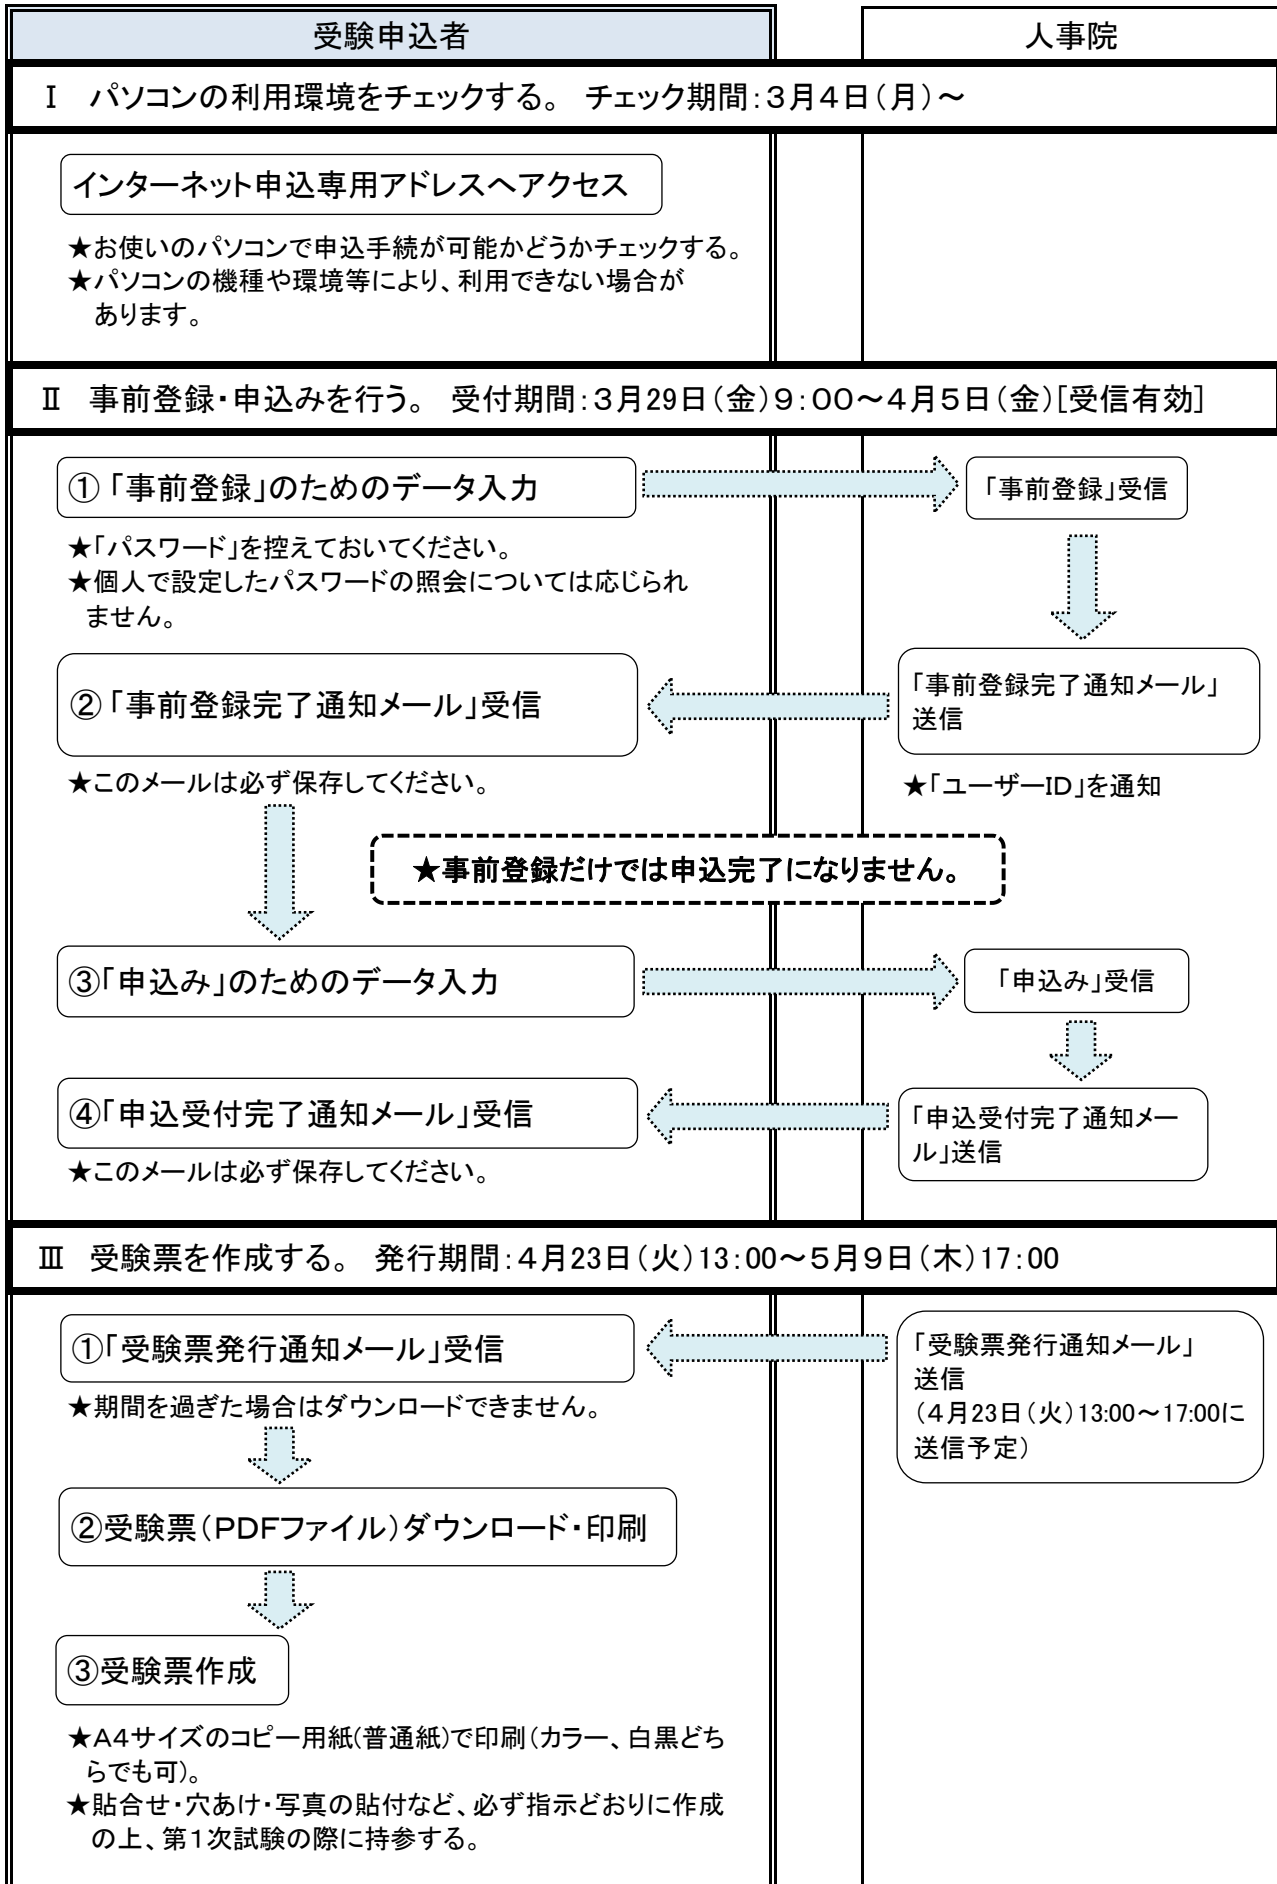 受験申込者
人事院
Ⅰ　パソコンの利用環境をチェックする。　チェック期間：３月４日（月）～
インターネット申込専用アドレスへアクセス
★お使いのパソコンで申込手続が可能かどうかチェックする。
★パソコンの機種や環境等により、利用できない場合が
あります。
Ⅱ　事前登録・申込みを行う。　受付期間：３月29日（金）９：００～４月５日（金）[受信有効]
①「事前登録」のためのデータ入力
「事前登録」受信
★「パスワード」を控えておいてください。
★個人で設定したパスワードの照会については応じられ
ません。
②「事前登録完了通知メール」受信
「事前登録完了通知メール」
送信
★このメールは必ず保存してください。
★「ユーザーID」を通知
★事前登録だけでは申込完了になりません。
③「申込み」のためのデータ入力
「申込み」受信
④「申込受付完了通知メール」受信
「申込受付完了通知メー
ル」送信
★このメールは必ず保存してください。
Ⅲ　受験票を作成する。　発行期間：４月23日（火）13：00～５月９日（木）17：00
①「受験票発行通知メール」受信
「受験票発行通知メール」
送信
（４月23日（火）13:00～17:00に
送信予定）
★期間を過ぎた場合はダウンロードできません。
②受験票（ＰＤＦファイル）ダウンロード・印刷
③受験票作成
★Ａ４サイズのコピー用紙(普通紙)で印刷（カラー、白黒どち
らでも可）。
★貼合せ・穴あけ・写真の貼付など、必ず指示どおりに作成
の上、第１次試験の際に持参する。